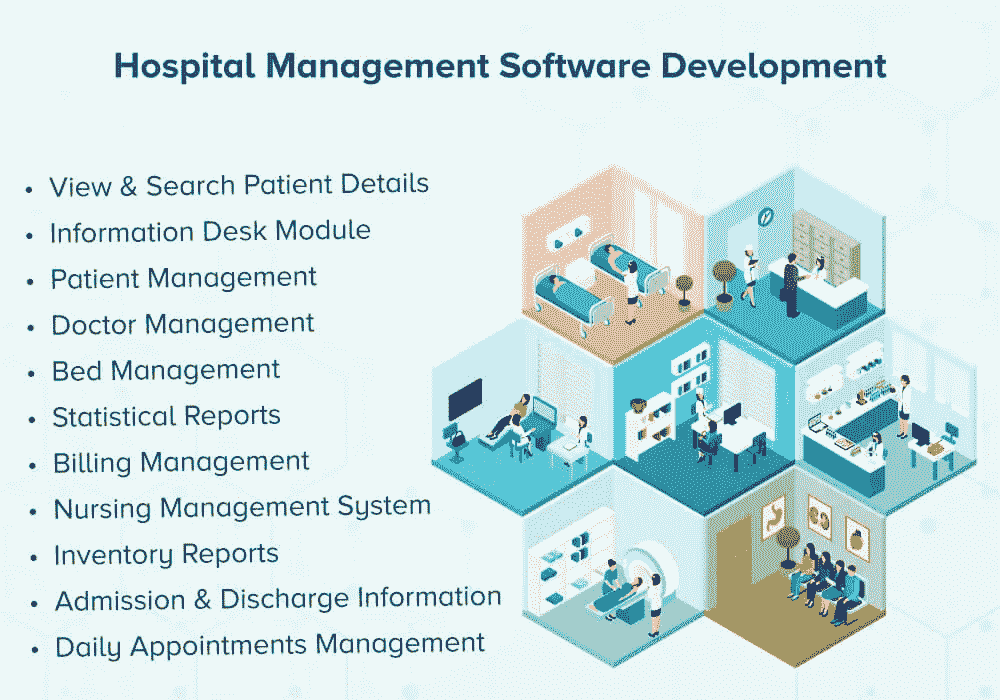 Hospital Management Software Development
• View & Search Patient Details
• Information Desk Module
• Patient Management
• Doctor Management
• Bed Management
• Statistical Reports
• Billing Management
• Nursing Management System
• Inventory Reports
• Admission & Discharge Information
• Daily Appointments Management